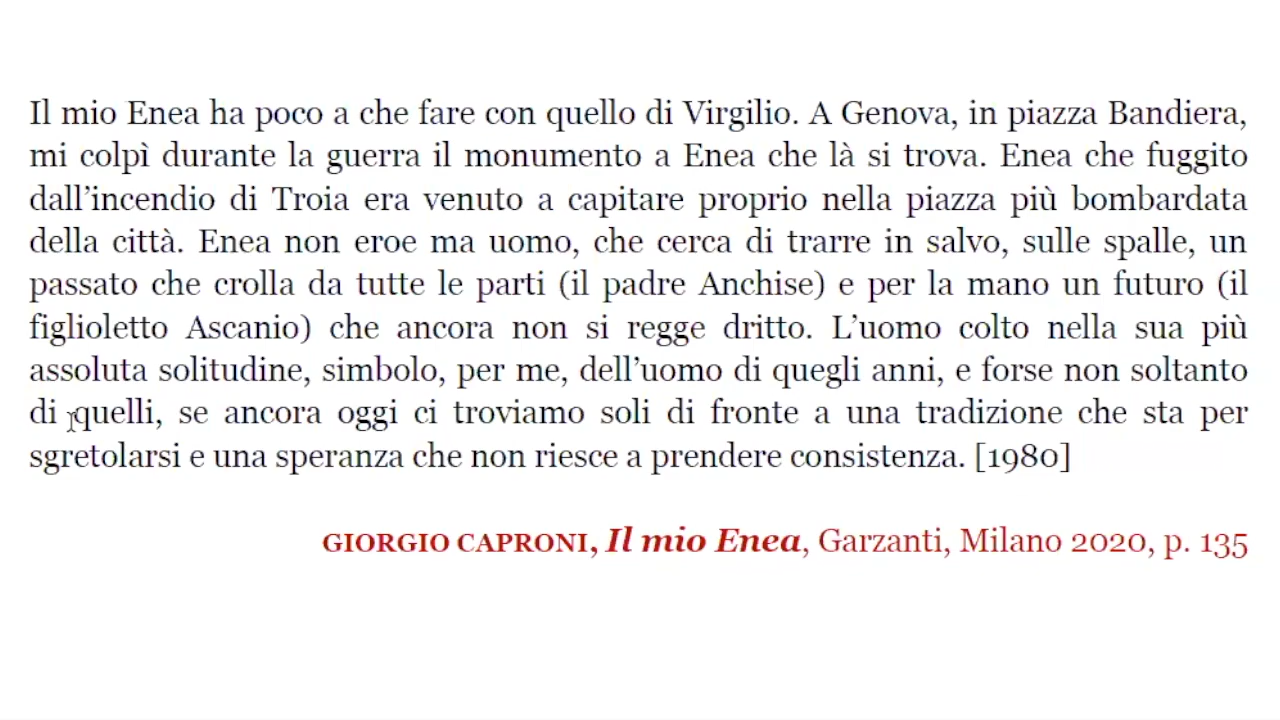 Il mio Enea ha poco a che fare con quello di Virgilio. A Genova, in piazza Bandiera,
mi colpì durante la guerra il monumento a Enea che là si trova. Enea che fuggito
dall’incendio di Troia era venuto a capitare proprio nella piazza più bombardata
della città. Enea non eroe ma uomo, che cerca di trarre in salvo, sulle spalle, un
passato che crolla da tutte le parti (il padre Anchise) e per la mano un futuro (il
figlioletto Ascanio) che ancora non si regge dritto. L’uomo colto nella sua più
assoluta solitudine, simbolo, per me, dell’uomo di quegli anni, e forse non soltanto
di quelli, se ancora oggi ci troviamo soli di fronte a una tradizione che sta per
sgretolarsi e una speranza che non riesce a prendere consistenza. [1980]
GIORGIO CAPRONI, Il mio Enea, Garzanti, Milano 2020, p. 135